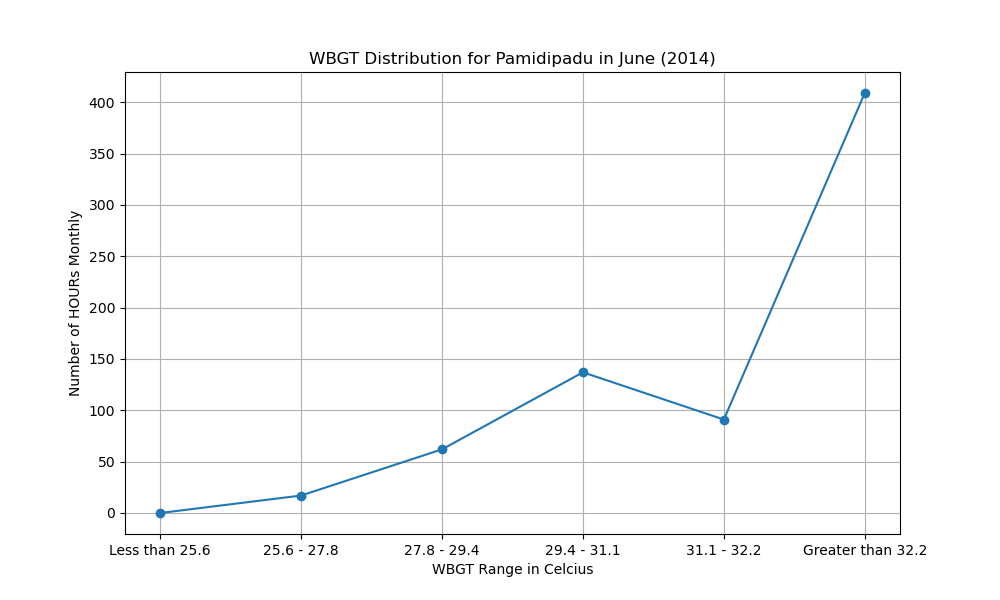 WBGT Distribution for Pamidipadu in June (2014)
Number of HOURs Monthly
400
350
300
250
200
150
100
50
0
Less than 25.6 25.6 - 27.8 27.8 - 29.4 29.4 - 31.1 31.1 - 32.2 Greater than 32.2
WBGT Range in Celcius